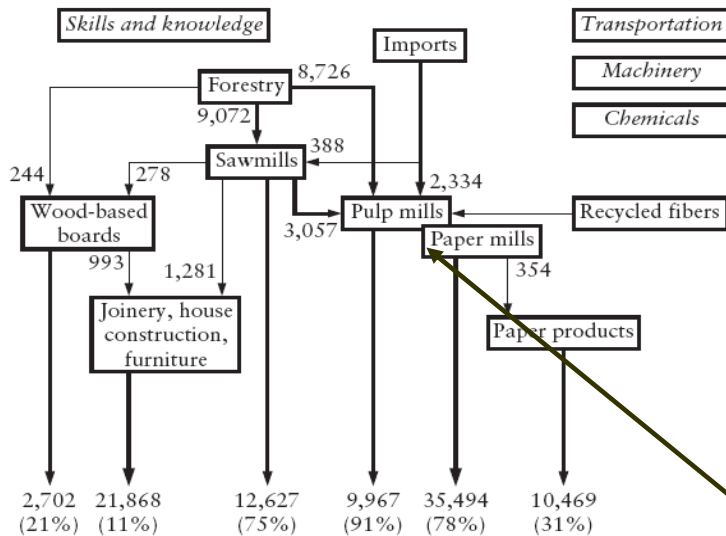 Skills and knowledge
Imports
Transportation
Machinery
Chemicals
Forestry
8,726
9,072
388
Sawmills
244
278
2,334
Wood-based
boards
3,057
Pulp mills
Recycled fibers
Paper mills
993
1,281
354
Joinery, house
construction,
furniture
Paper products
2,702
(21%)
21,868
(11%)
12,627
(75%)
9,967
(91%)
35,494
(78%)
10,469
(31%)